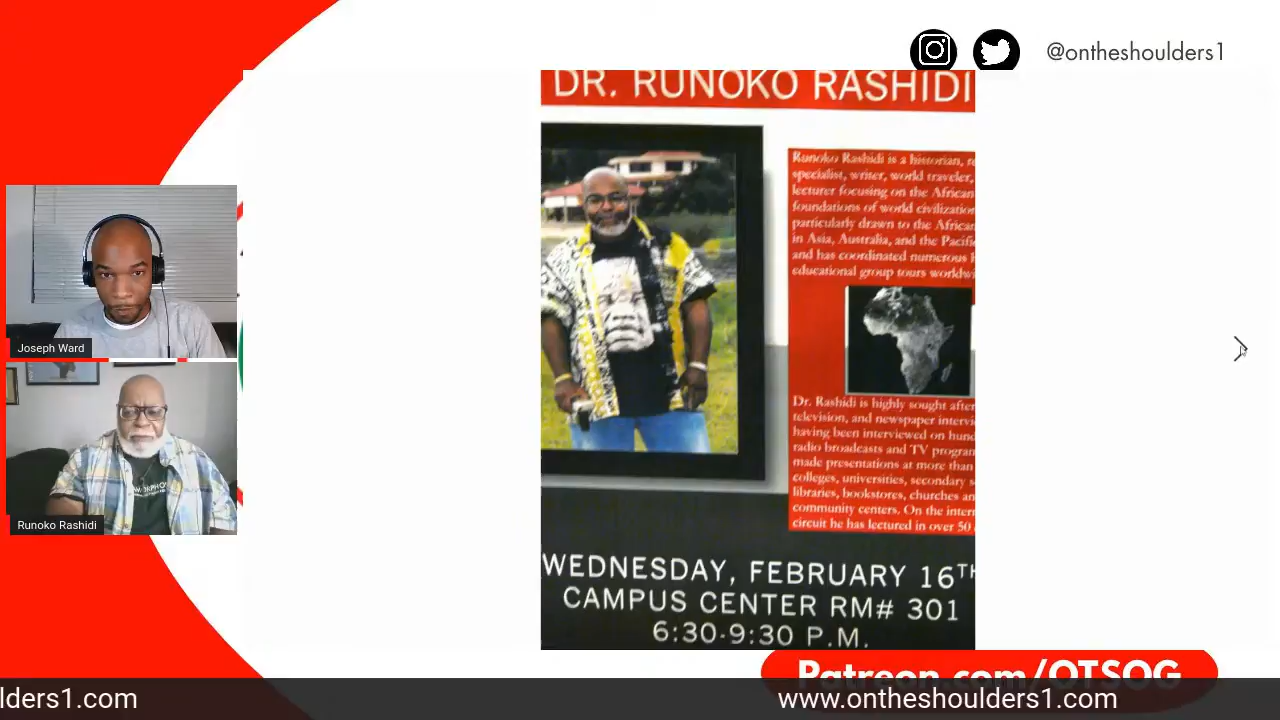 @ontheshoulders1
DR. RUNOKO RASHIDI
Runoko Rashidi is a historian, re
specialist, writer, world traveler,
lecturer focusing on the African
foundations of world civilization
particularly drawn to the African
in Asia, Australia, and the Pacifi
and has coordinated numerous
educational group tours worldw
Dr. Rashidi is highly sought after
television, and newspaper intervi
having been interviewed on hund
radio broadcasts and TV program
made presentations at more than
colleges, universities, secondary s
libraries, bookstores, churches an
community centers. On the intern
circuit he has lectured in over 50
WEDNESDAY, FEBRUARY 16TH
CAMPUS CENTER RM# 301
6:30-9:30 P.M.
Joseph Ward
Runoko Rashidi
Patreon.com/OTSOG
lders1.com
www.ontheshoulders1.com